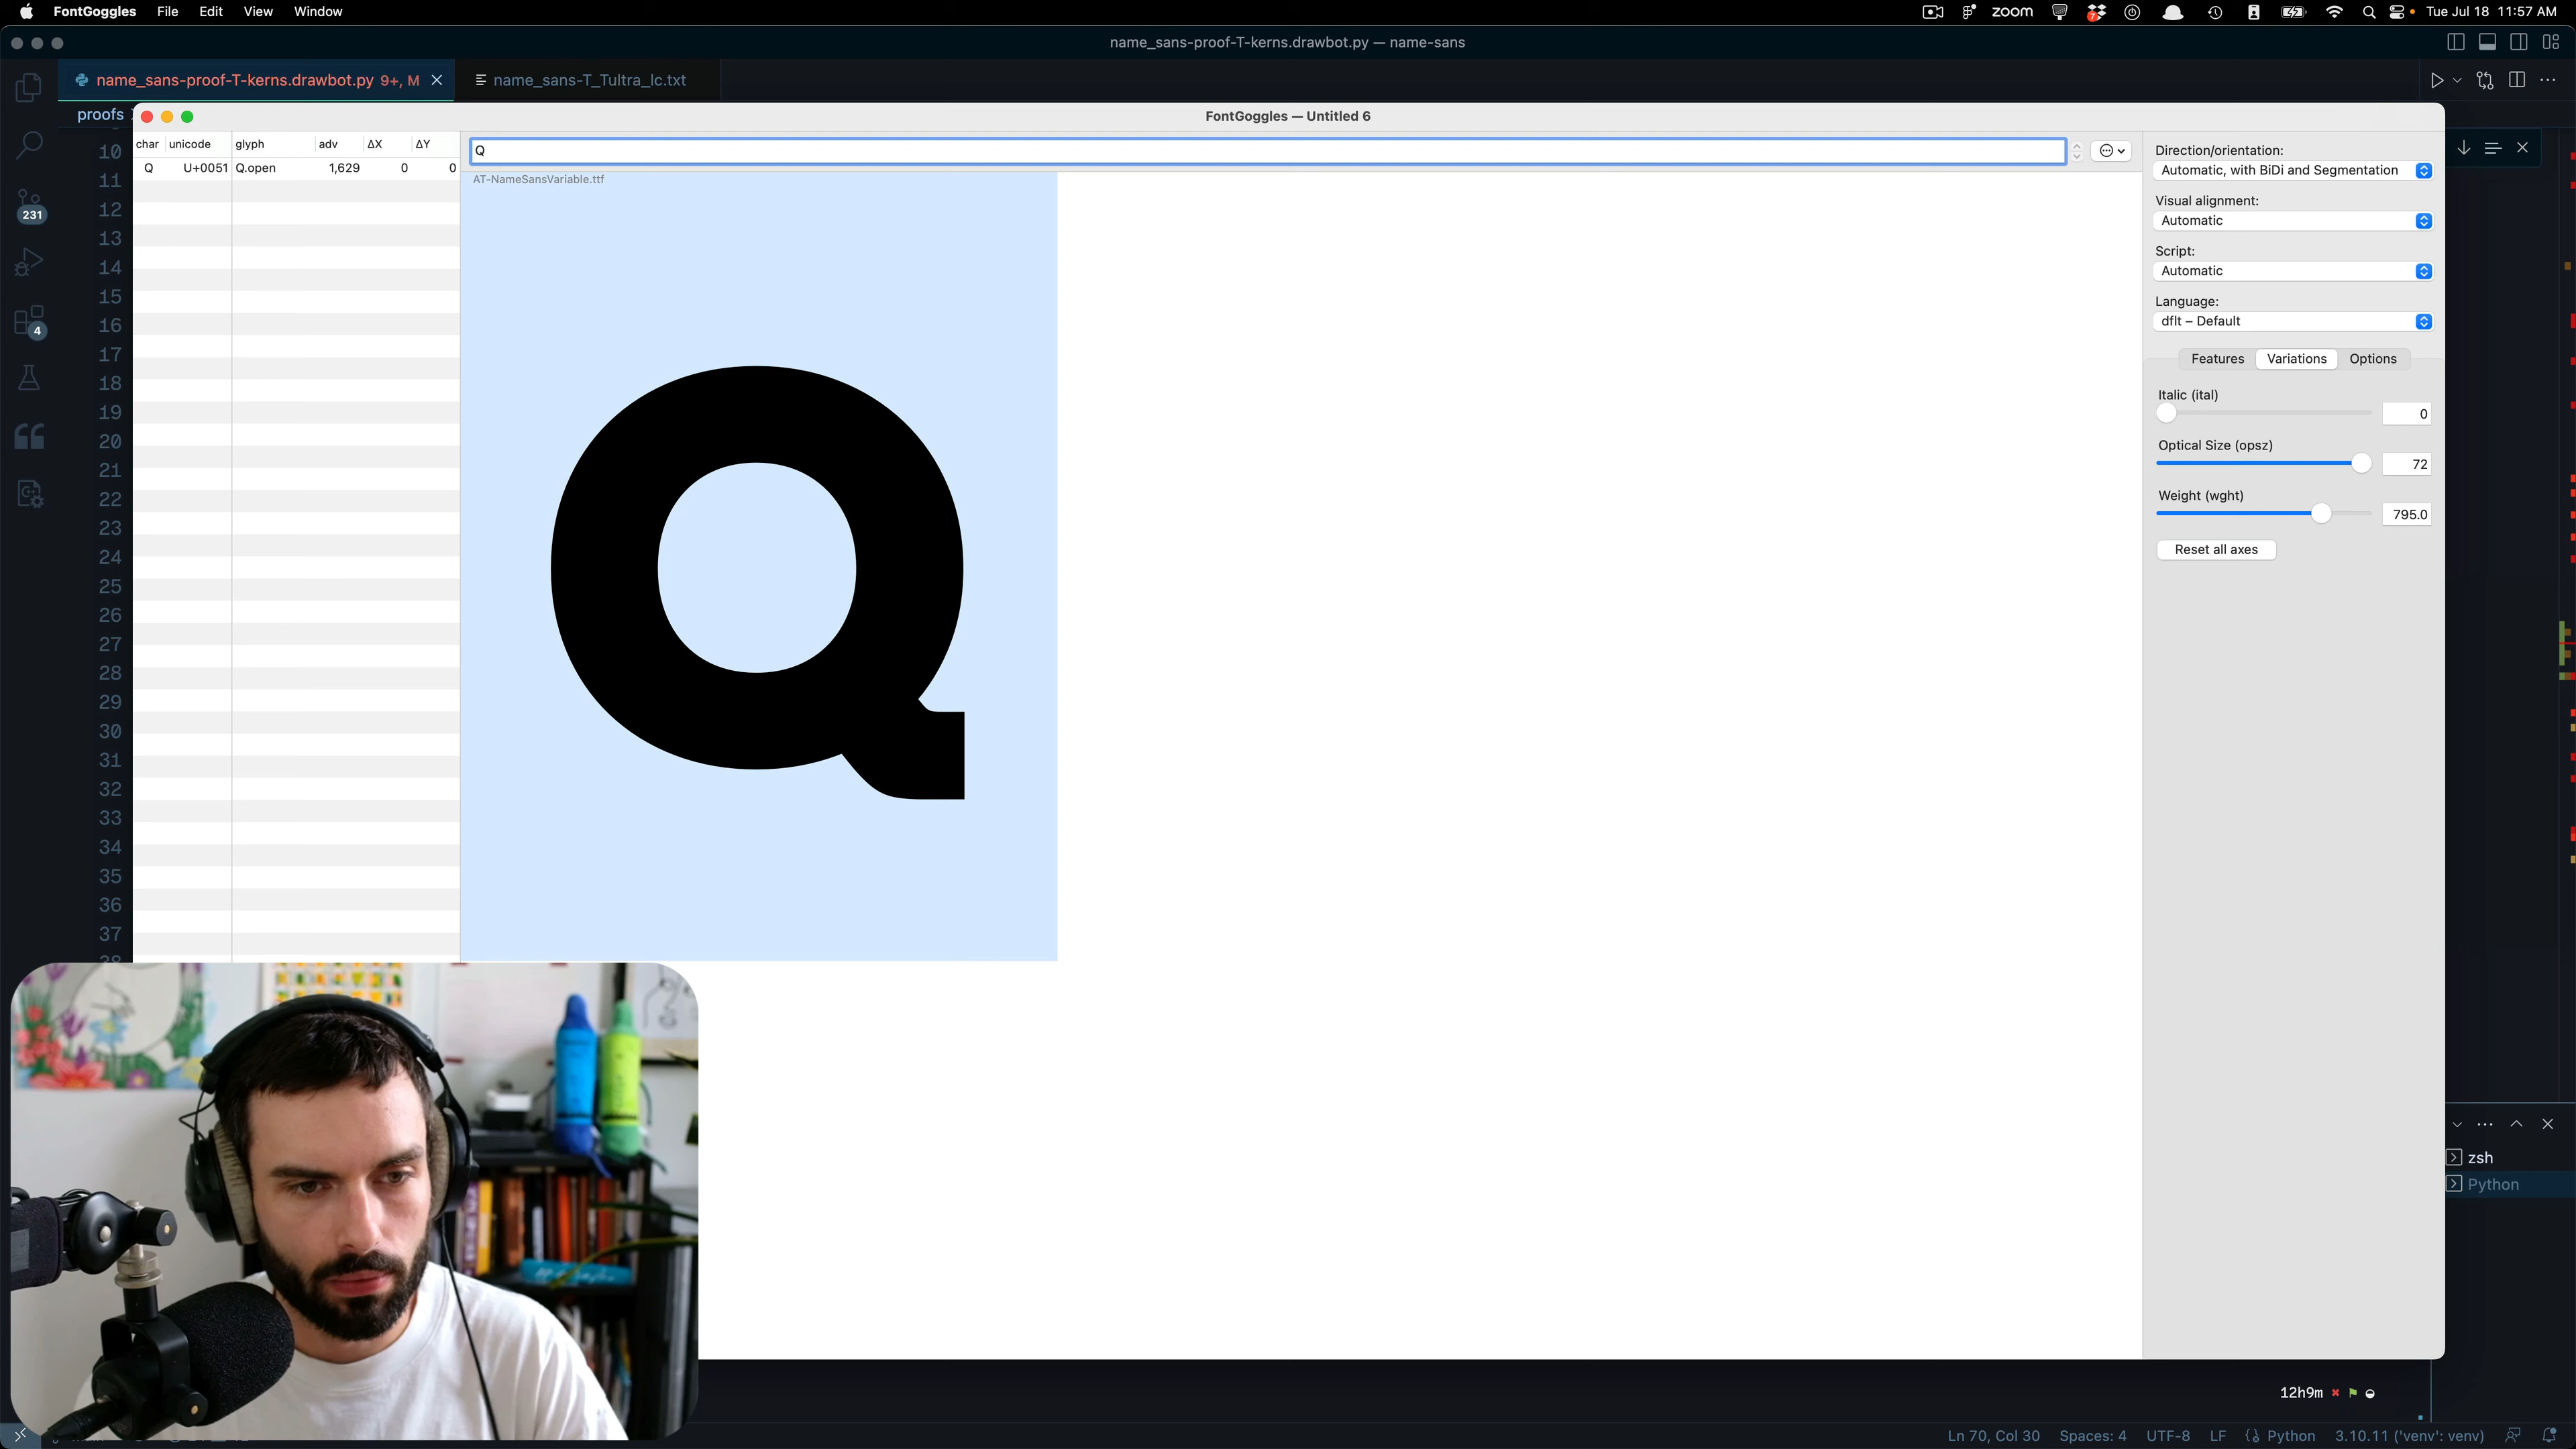 FontGoggles File Edit View Window
zoom 7 Tue Jul 18 11:57 AM
name_sans-proof-T-kerns.drawbot.py — name-sans
name_sans-proof-T-kerns.drawbot.py 9+, M
name_sans-T_Tultra_lc.txt
proofs
FontGoggles — Untitled 6
char unicode glyph adv ΔX ΔY
Q U+0051 Q.open 1,629 0 0
Q
AT-NameSansVariable.ttf
Q
Direction/orientation:
Automatic, with BiDi and Segmentation
Visual alignment:
Automatic
Script:
Automatic
Language:
dflt – Default
Features Variations Options
Italic (ital)
0
Optical Size (opsz)
72
Weight (wght)
795.0
Reset all axes
231
4
10
11
12
13
14
15
16
17
18
19
20
21
22
23
24
25
26
27
28
29
30
31
32
33
34
35
36
37
zsh
Python
12h9m
Ln 70, Col 30 Spaces: 4 UTF-8 LF Python 3.10.11 ('venv': venv)